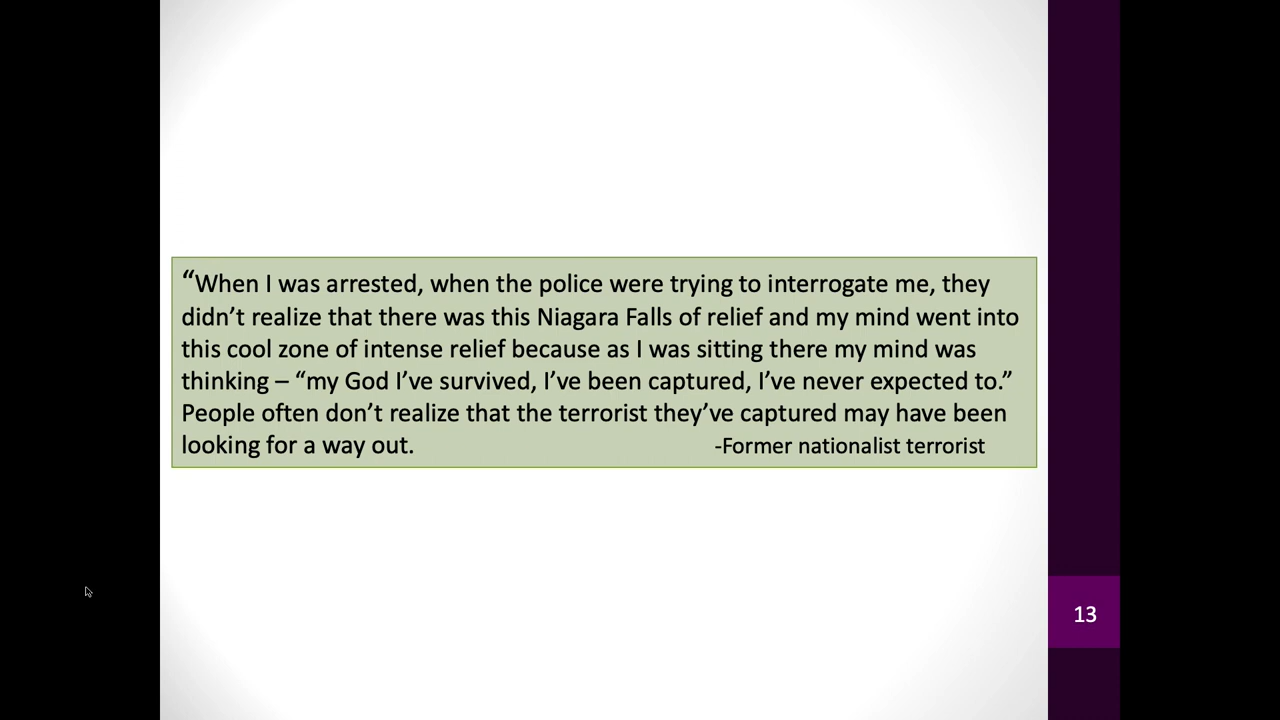 “When I was arrested, when the police were trying to interrogate me, they
didn’t realize that there was this Niagara Falls of relief and my mind went into
this cool zone of intense relief because as I was sitting there my mind was
thinking – “my God I’ve survived, I’ve been captured, I’ve never expected to.”
People often don’t realize that the terrorist they’ve captured may have been
looking for a way out. -Former nationalist terrorist
13